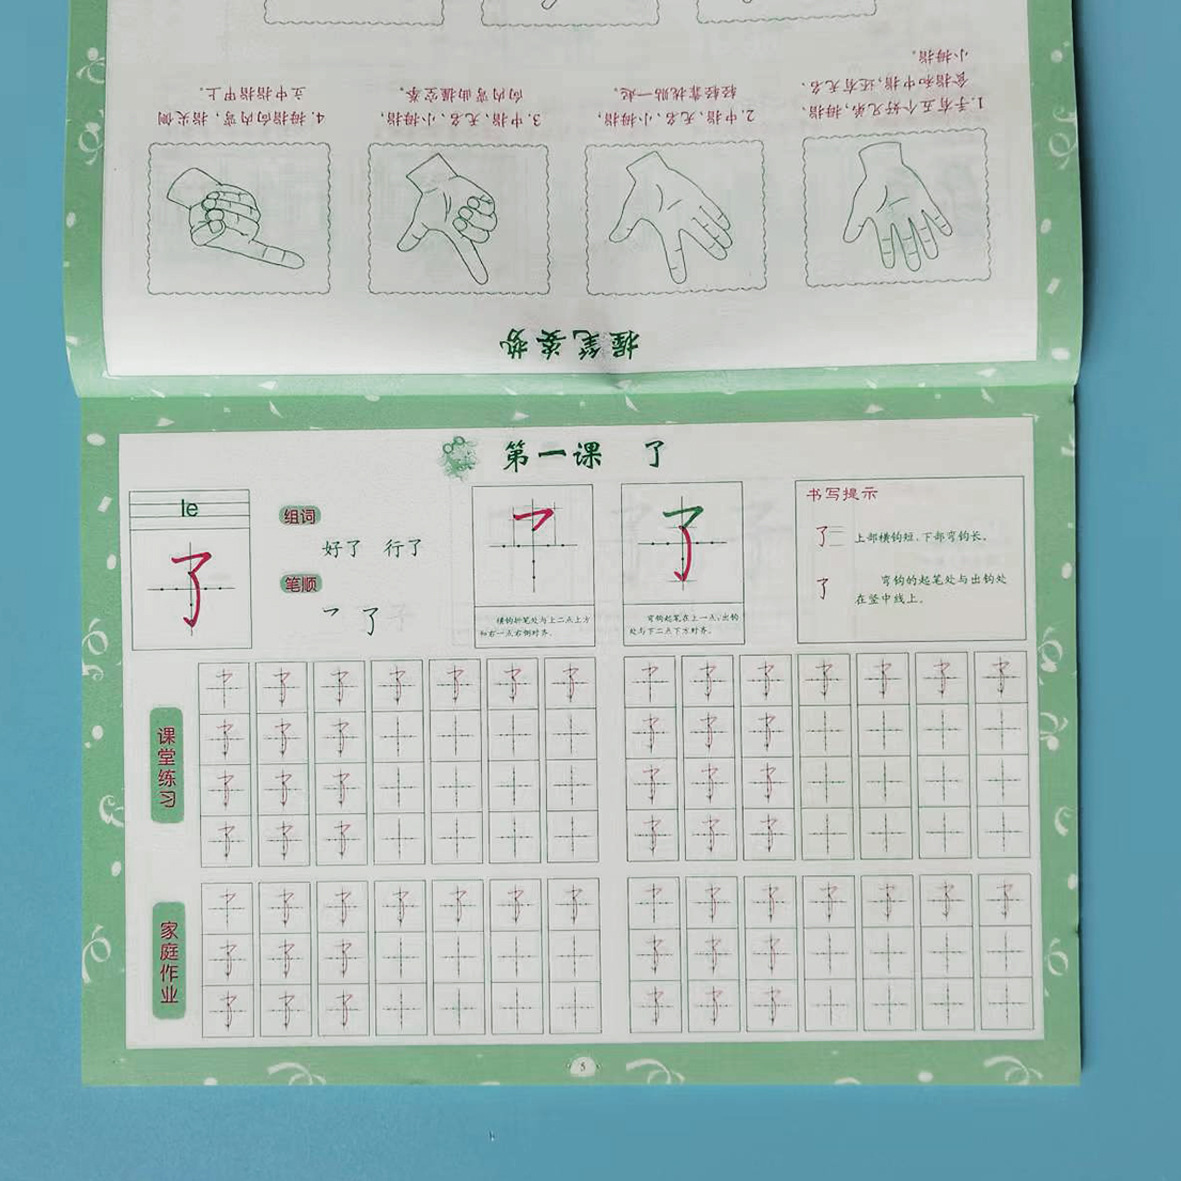 握笔姿势
1.手有五个好兄弟,拇指、
食指和中指,还有无名、
小拇指。
2.中指、无名、小拇指,
轻轻靠拢贴一起。
3.中指、无名、小拇指,
向内弯曲握空拳。
4.拇指向内弯,指尖侧
立中指指甲上。
第一课 了
le
了
组词
好了 行了
笔顺
乛 了
横钩折笔处与上二点上方
和右一点右侧对齐。
了
弯钩起笔在上一点,出钩
处与下二点下方对齐。
书写提示
了 上部横钩短,下部弯钩长。
了 弯钩的起笔处与出钩处
在竖中线上。
课堂练习
家庭作业
5